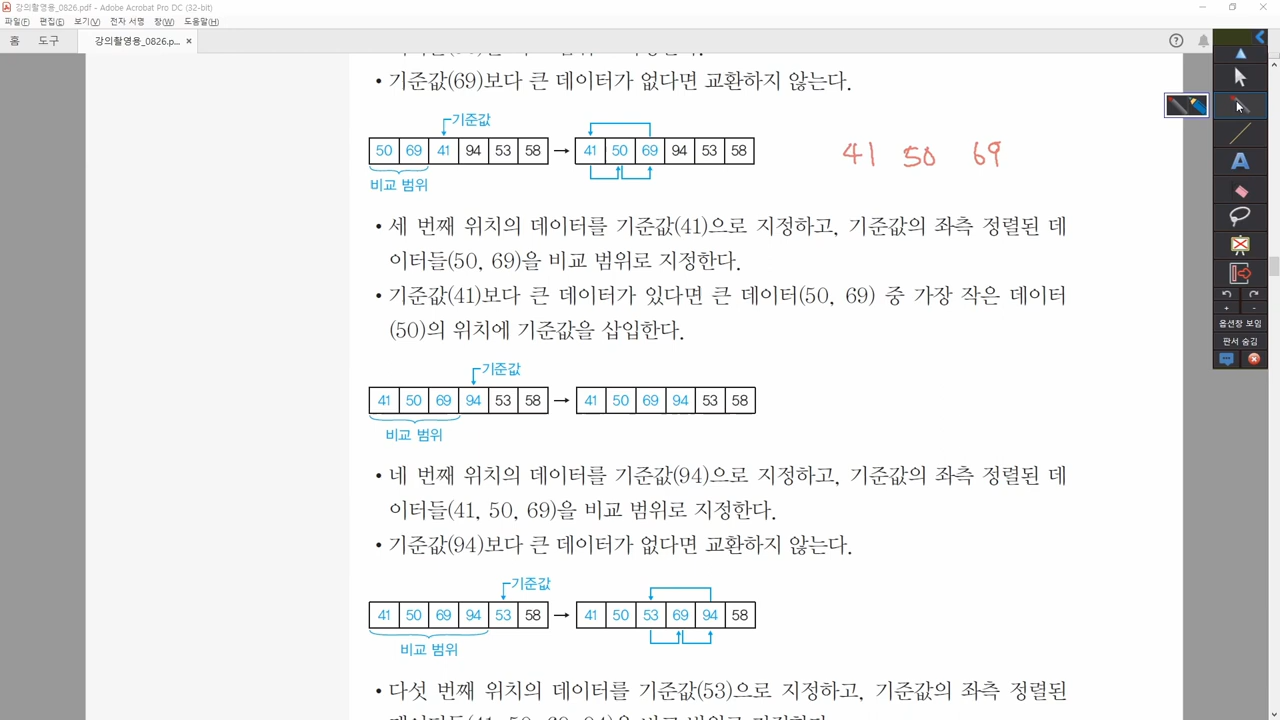 강의촬영용_0826.pdf - Adobe Acrobat Pro DC (32-bit)
파일(F) 편집(E) 보기(V) 전자 서명 창(W) 도움말(H)
홈 도구 강의촬영용_0826.p... ×
• 기준값(69)보다 큰 데이터가 없다면 교환하지 않는다.
기준값
50 69 41 94 53 58 → 41 50 69 94 53 58
41 50 69
비교 범위
• 세 번째 위치의 데이터를 기준값(41)으로 지정하고, 기준값의 좌측 정렬된 데
이터들(50, 69)을 비교 범위로 지정한다.
• 기준값(41)보다 큰 데이터가 있다면 큰 데이터(50, 69) 중 가장 작은 데이터
(50)의 위치에 기준값을 삽입한다.
옵션창 보임
판서 숨김
기준값
41 50 69 94 53 58 → 41 50 69 94 53 58
비교 범위
• 네 번째 위치의 데이터를 기준값(94)으로 지정하고, 기준값의 좌측 정렬된 데
이터들(41, 50, 69)을 비교 범위로 지정한다.
• 기준값(94)보다 큰 데이터가 없다면 교환하지 않는다.
기준값
41 50 69 94 53 58 → 41 50 53 69 94 58
비교 범위
• 다섯 번째 위치의 데이터를 기준값(53)으로 지정하고, 기준값의 좌측 정렬된